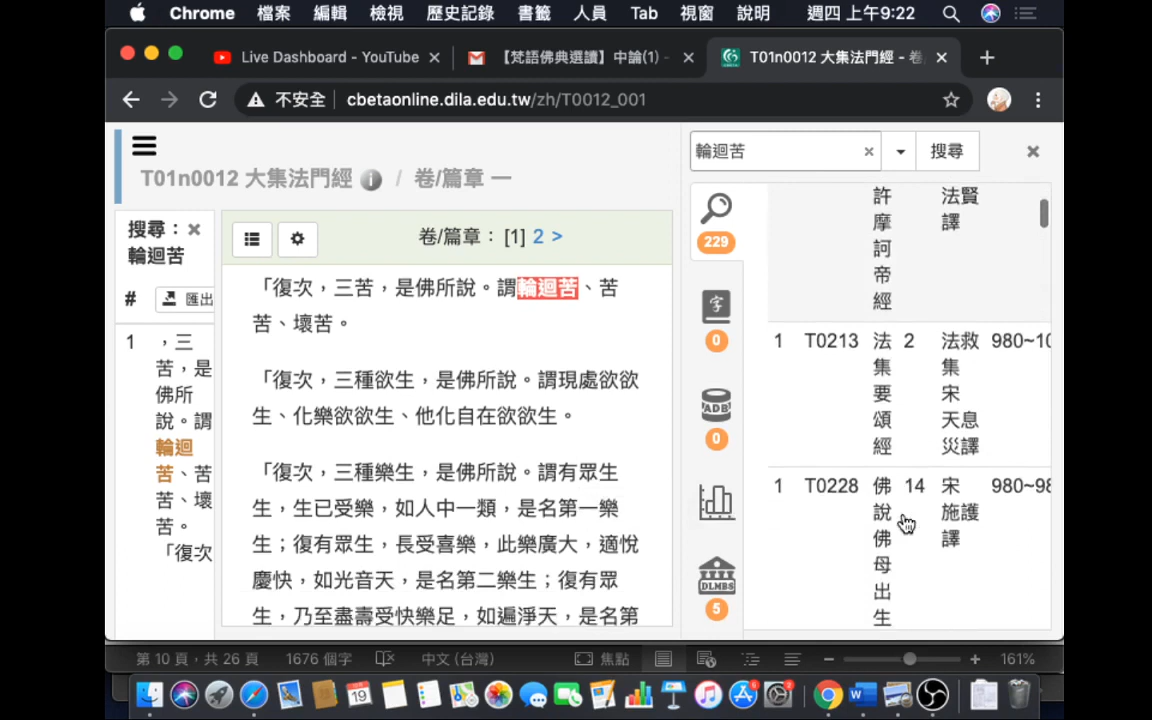 Chrome 檔案 編輯 檢視 歷史記錄 書籤 人員 Tab 視窗 說明 週四 上午9:22
Live Dashboard - YouTube
【梵語佛典選讀】中論(1) -
T01n0012 大集法門經 - 卷
不安全 cbetaonline.dila.edu.tw/zh/T0012_001
T01n0012 大集法門經 / 卷/篇章 一
搜尋：
輪迴苦
# 匯出
1 ，三
苦，是
佛所
說。謂
輪迴
苦、苦
苦、壞
苦。
「復次
卷/篇章： [1] 2 >
「復次，三苦，是佛所說。謂輪迴苦、苦
苦、壞苦。
「復次，三種欲生，是佛所說。謂現處欲欲
生、化樂欲欲生、他化自在欲欲生。
「復次，三種樂生，是佛所說。謂有眾生
生，生已受樂，如人中一類，是名第一樂
生；復有眾生，長受喜樂，此樂廣大，適悅
慶快，如光音天，是名第二樂生；復有眾
生，乃至盡壽受快樂足，如遍淨天，是名第
輪迴苦 × 搜尋 ×
229
字
0
ADB
0
DLMBS
5
許摩訶帝經 法賢譯
1 T0213 法集要頌經 2 法救集 宋 天息災譯 980~10
1 T0228 佛說佛母出生 14 宋 施護譯 980~98
第 10 頁，共 26 頁 1676 個字 中文 (台灣) 焦點 161%
19